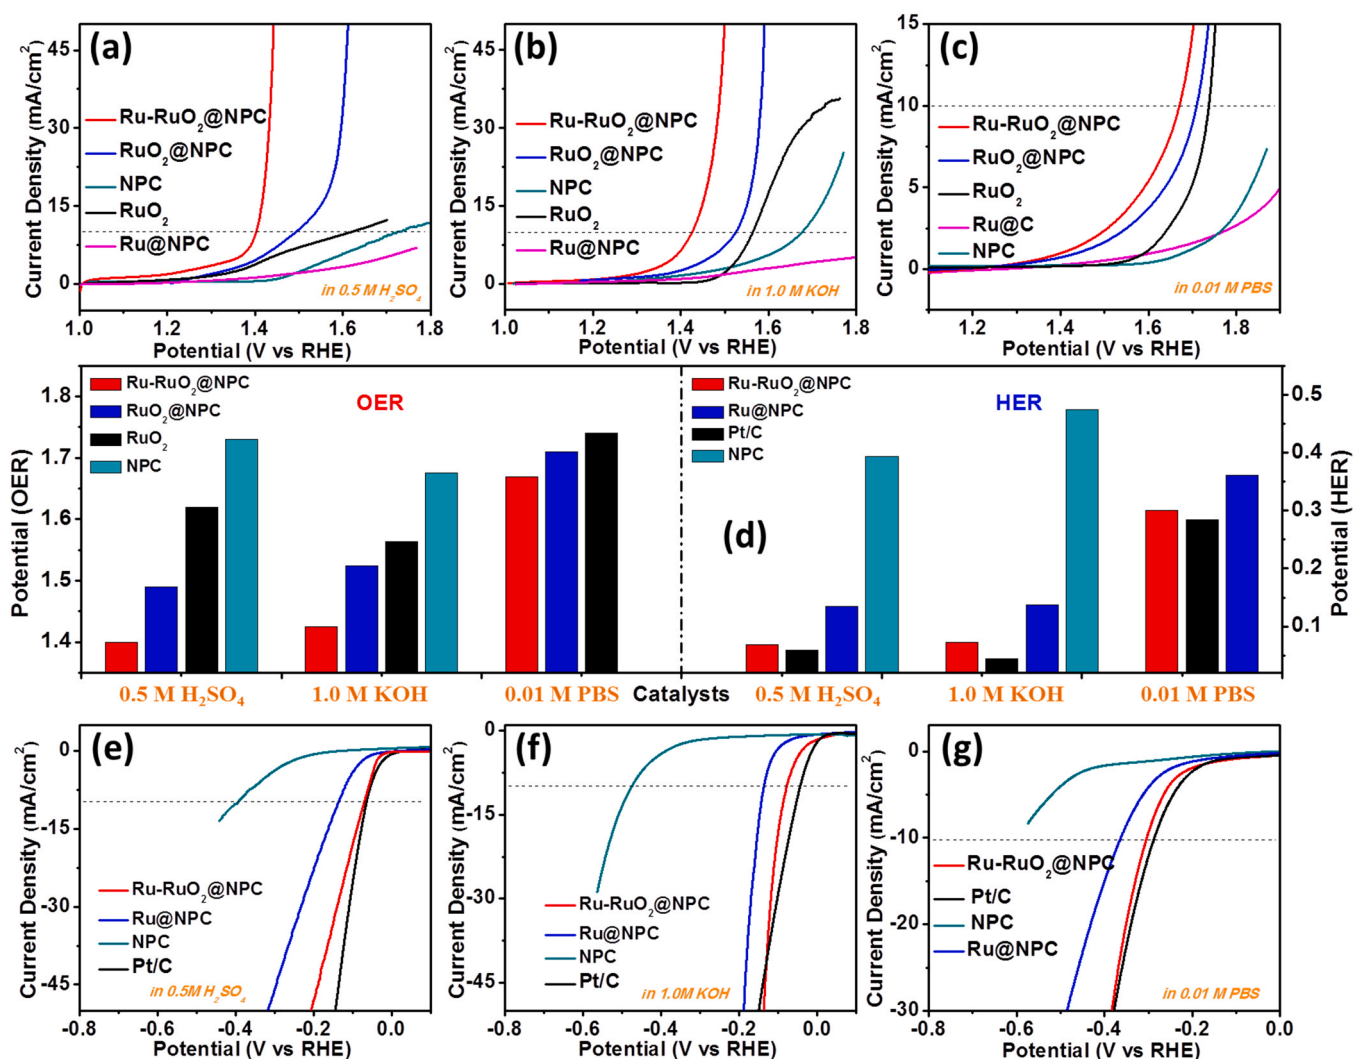 (a)
Current Density (mA/cm²)
45
30
15
0
Ru-RuO₂@NPC
RuO₂@NPC
NPC
RuO₂
Ru@NPC
in 0.5 M H₂SO₄
1.0 1.2 1.4 1.6 1.8
Potential (V vs RHE)
(b)
Current Density (mA/cm²)
45
30
15
0
Ru-RuO₂@NPC
RuO₂@NPC
NPC
RuO₂
Ru@NPC
in 1.0 M KOH
1.0 1.2 1.4 1.6 1.8
Potential (V vs RHE)
(c)
Current Density (mA/cm²)
15
10
5
0
Ru-RuO₂@NPC
RuO₂@NPC
RuO₂
Ru@C
NPC
in 0.01 M PBS
1.2 1.4 1.6 1.8
Potential (V vs RHE)
Potential (OER)
1.8
1.7
1.6
1.5
1.4
Ru-RuO₂@NPC
RuO₂@NPC
RuO₂
NPC
OER
Ru-RuO₂@NPC
Ru@NPC
Pt/C
NPC
HER
(d)
0.5
0.4
0.3
0.2
0.1
Potential (HER)
0.5 M H₂SO₄ 1.0 M KOH 0.01 M PBS Catalysts 0.5 M H₂SO₄ 1.0 M KOH 0.01 M PBS
(e)
Current Density (mA/cm²)
0
-15
-30
-45
Ru-RuO₂@NPC
Ru@NPC
NPC
Pt/C
in 0.5M H₂SO₄
-0.8 -0.6 -0.4 -0.2 0.0
Potential (V vs RHE)
(f)
Current Density (mA/cm²)
0
-15
-30
-45
Ru-RuO₂@NPC
Ru@NPC
NPC
Pt/C
in 1.0M KOH
-0.8 -0.6 -0.4 -0.2 0.0
Potential (V vs RHE)
(g)
Current Density (mA/cm²)
0
-10
-20
-30
Ru-RuO₂@NPC
Pt/C
NPC
Ru@NPC
in 0.01 M PBS
-0.8 -0.6 -0.4 -0.2 0.0
Potential (V vs RHE)